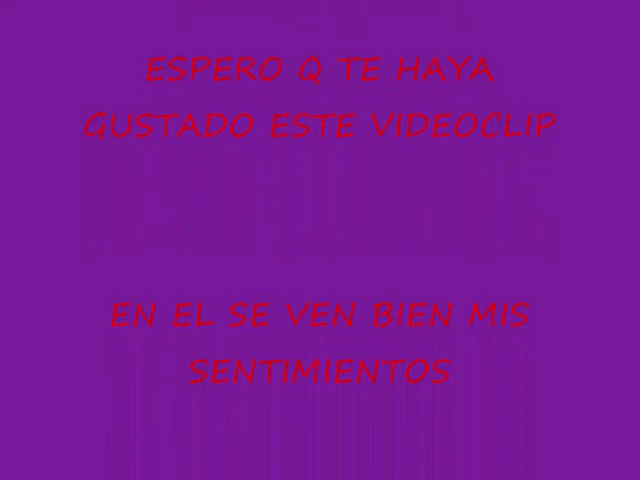 ESPERO Q TE HAYA
GUSTADO ESTE VIDEOCLIP
EN EL SE VEN BIEN MIS
SENTIMIENTOS